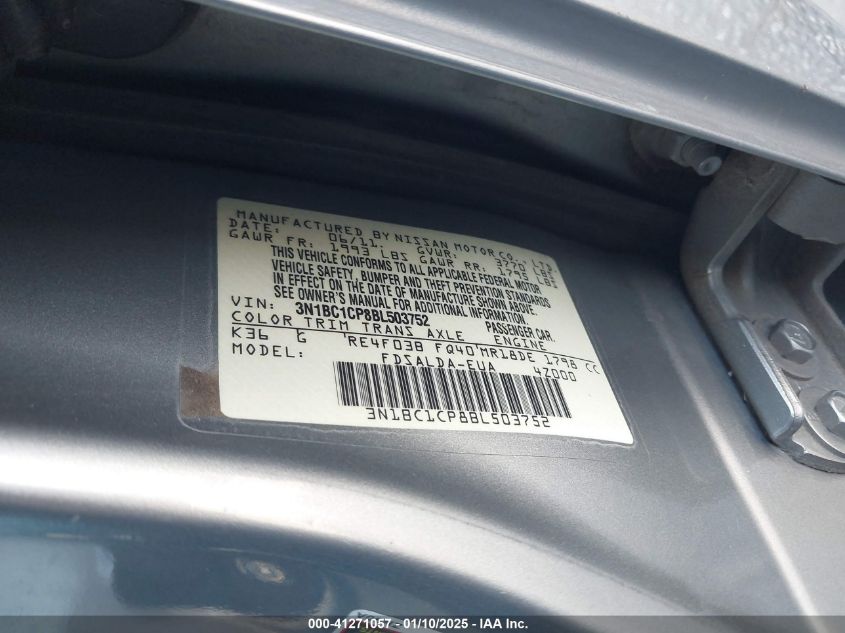 MANUFACTURED BY NISSAN MOTOR CO., LTD.
DATE: 06/11. GVWR: 3770 LBS
GAWR FR: 1993 LBS GAWR RR: 1793 LBS
THIS VEHICLE CONFORMS TO ALL APPLICABLE FEDERAL MOTOR
VEHICLE SAFETY, BUMPER AND THEFT PREVENTION STANDARDS
IN EFFECT ON THE DATE OF MANUFACTURE SHOWN ABOVE.
SEE OWNER'S MANUAL FOR ADDITIONAL INFORMATION
VIN: 3N1BC1CP8BL503752 PASSENGER CAR.
COLOR TRIM TRANS AXLE ENGINE
K36 G RE4F03B FQ40 MR18DE 1798 CC
MODEL: FDSALDA-EUA 4Z000
3N1BC1CP8BL503752
000-41271057 - 01/10/2025 - IAAI Inc.